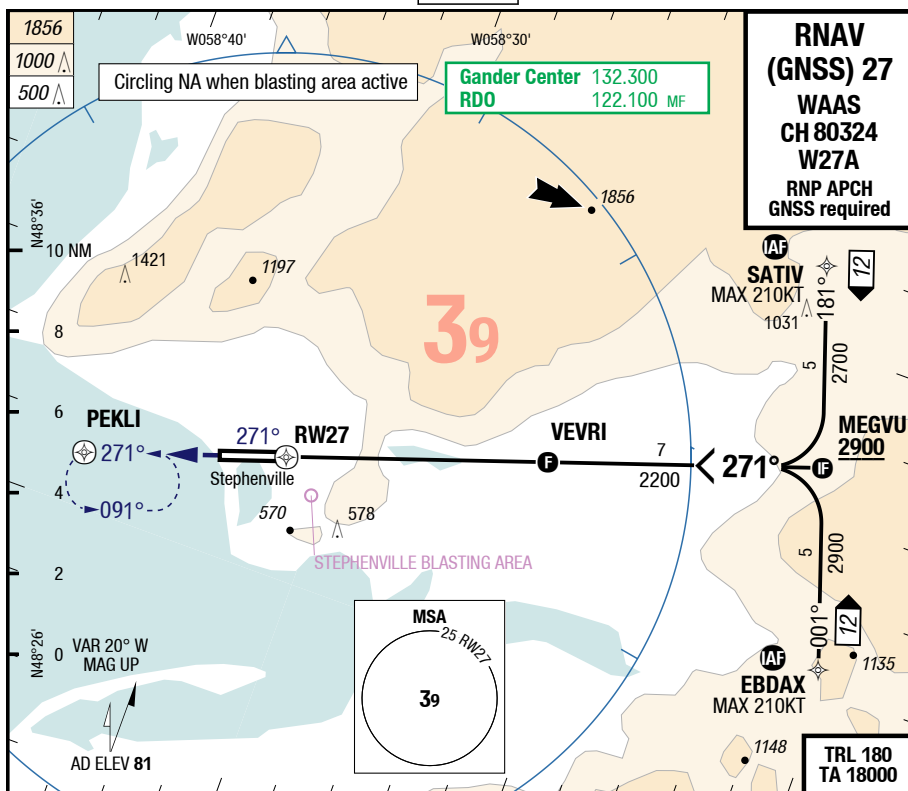 1856
1000
500
W058°40'
W058°30'
Circling NA when blasting area active
Gander Center 132.300
RDO 122.100 MF
RNAV
(GNSS) 27
WAAS
CH 80324
W27A
RNP APCH
GNSS required
N48°36'
10 NM
1421
1197
1856
IAF
SATIV
MAX 210KT
1031
181°
12
39
8
5
2700
6
PEKLI
271°
271°
RW27
VEVRI
F
7
2200
271°
MEGVU
2900
IF
Stephenville
4
091°
570
578
STEPHENVILLE BLASTING AREA
5
2900
2
MSA
25 RW27
39
001°
12
N48°26'
0
VAR 20° W
MAG UP
IAF
EBDAX
MAX 210KT
1135
1148
AD ELEV 81
TRL 180
TA 18000